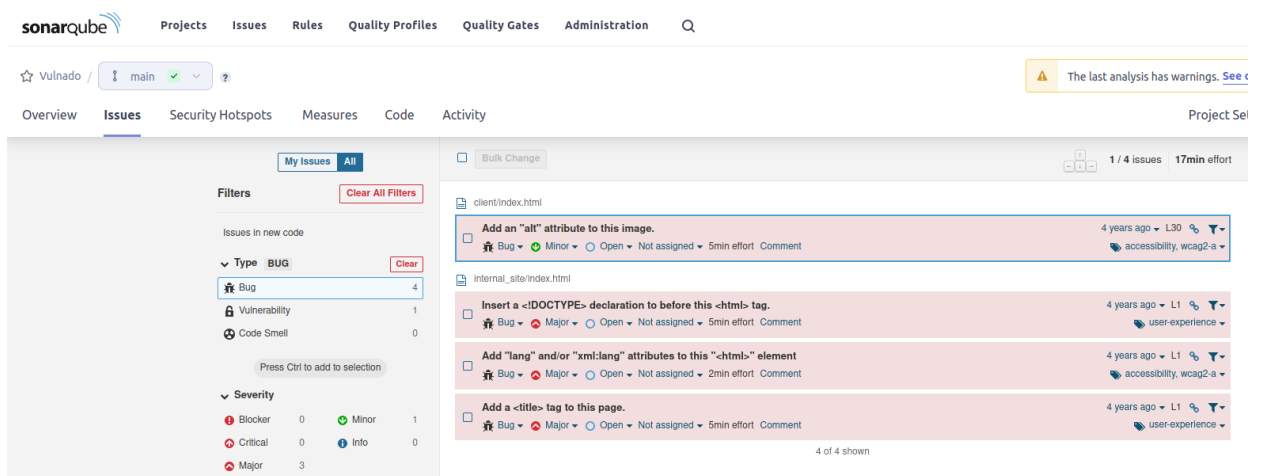 sonarqube Projects Issues Rules Quality Profiles Quality Gates Administration
Vulnado / main ?
The last analysis has warnings. See
Overview Issues Security Hotspots Measures Code Activity
Project Set
My Issues All
Filters Clear All Filters
Issues in new code
Type BUG Clear
Bug 4
Vulnerability 1
Code Smell 0
Press Ctrl to add to selection
Severity
Blocker 0 Minor 1
Critical 0 Info 0
Major 3
Bulk Change
1 / 4 issues 17min effort
client/index.html
Add an "alt" attribute to this image. 4 years ago L30
Bug Minor Open Not assigned 5min effort Comment accessibility, wcag2-a
internal_site/index.html
Insert a <!DOCTYPE> declaration to before this <html> tag. 4 years ago L1
Bug Major Open Not assigned 5min effort Comment user-experience
Add "lang" and/or "xml:lang" attributes to this "<html>" element 4 years ago L1
Bug Major Open Not assigned 2min effort Comment accessibility, wcag2-a
Add a <title> tag to this page. 4 years ago L1
Bug Major Open Not assigned 5min effort Comment user-experience
4 of 4 shown